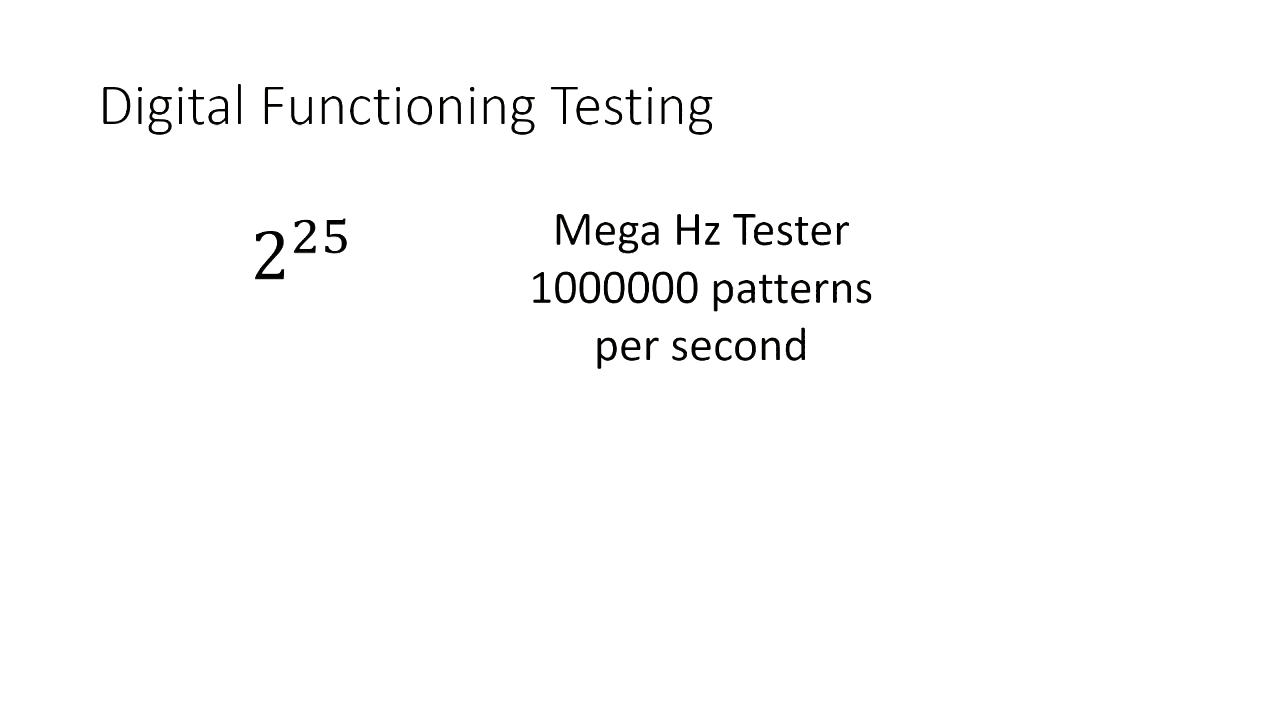 Digital Functioning Testing
2^25
Mega Hz Tester
1000000 patterns
per second